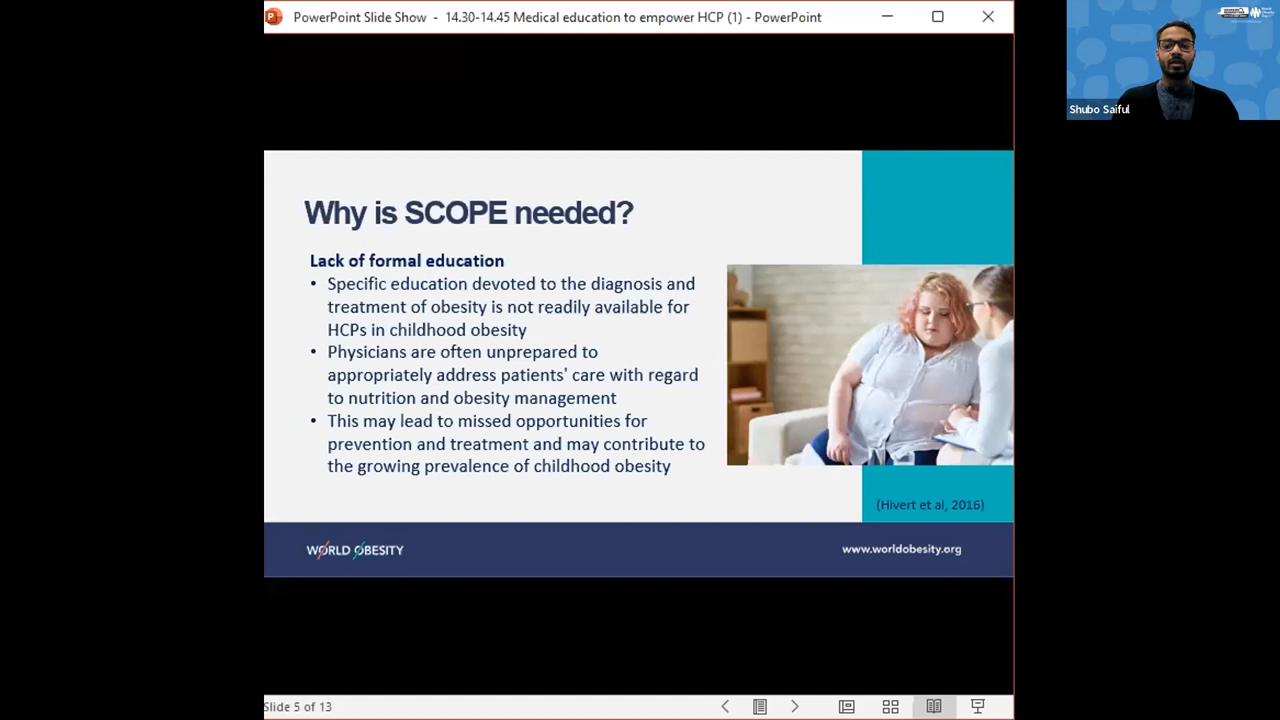 PowerPoint Slide Show - 14.30-14.45 Medical education to empower HCP (1) - PowerPoint
Shubo Saiful
Why is SCOPE needed?
Lack of formal education
• Specific education devoted to the diagnosis and
treatment of obesity is not readily available for
HCPs in childhood obesity
• Physicians are often unprepared to
appropriately address patients' care with regard
to nutrition and obesity management
• This may lead to missed opportunities for
prevention and treatment and may contribute to
the growing prevalence of childhood obesity
(Hivert et al, 2016)
WORLD OBESITY
www.worldobesity.org
Slide 5 of 13